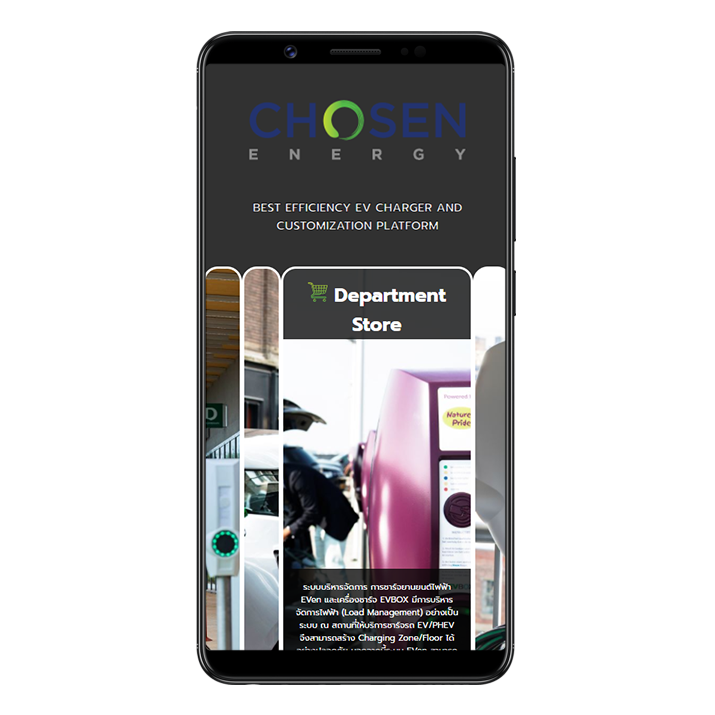 CHOSEN
ENERGY
BEST EFFICIENCY EV CHARGER AND
CUSTOMIZATION PLATFORM
Department
Store
D
Powered
Nature
Pride
ระบบบริหารจัดการ การชาร์จยานยนต์ไฟฟ้า
EVen และเครื่องชาร์จ EVBOX มีการบริหาร
จัดการไฟฟ้า (Load Management) อย่างเป็น
ระบบ ณ สถานที่ให้บริการชาร์จรถ EV/PHEV
จึงสามารถสร้าง Charging Zone/Floor ได้